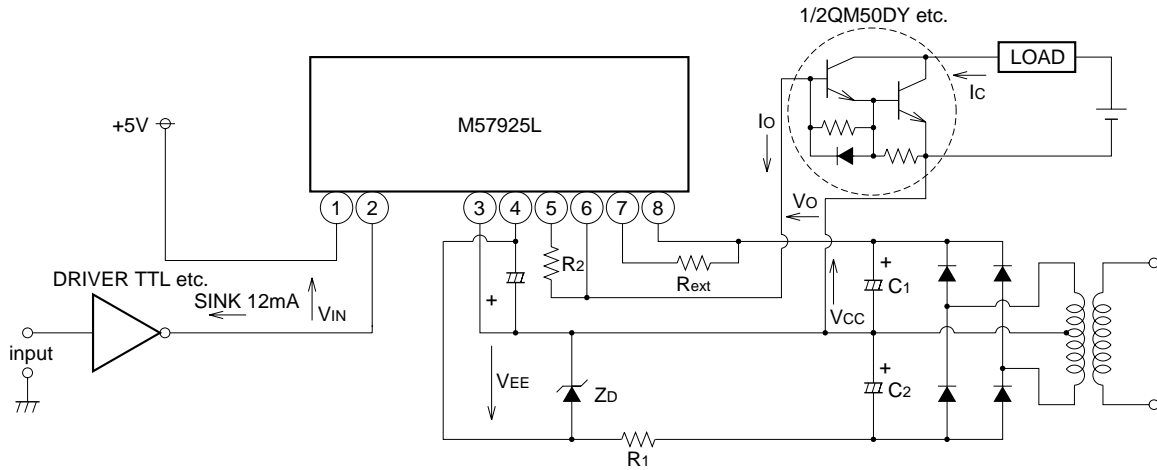 1/2QM50DY etc.
LOAD
IC
M57925L
+5V
IO
VO
1 2 3 4 5 6 7 8
R2
Rext
DRIVER TTL etc.
SINK 12mA
VIN
+
+
C1
VCC
input
VEE
ZD
+
C2
R1